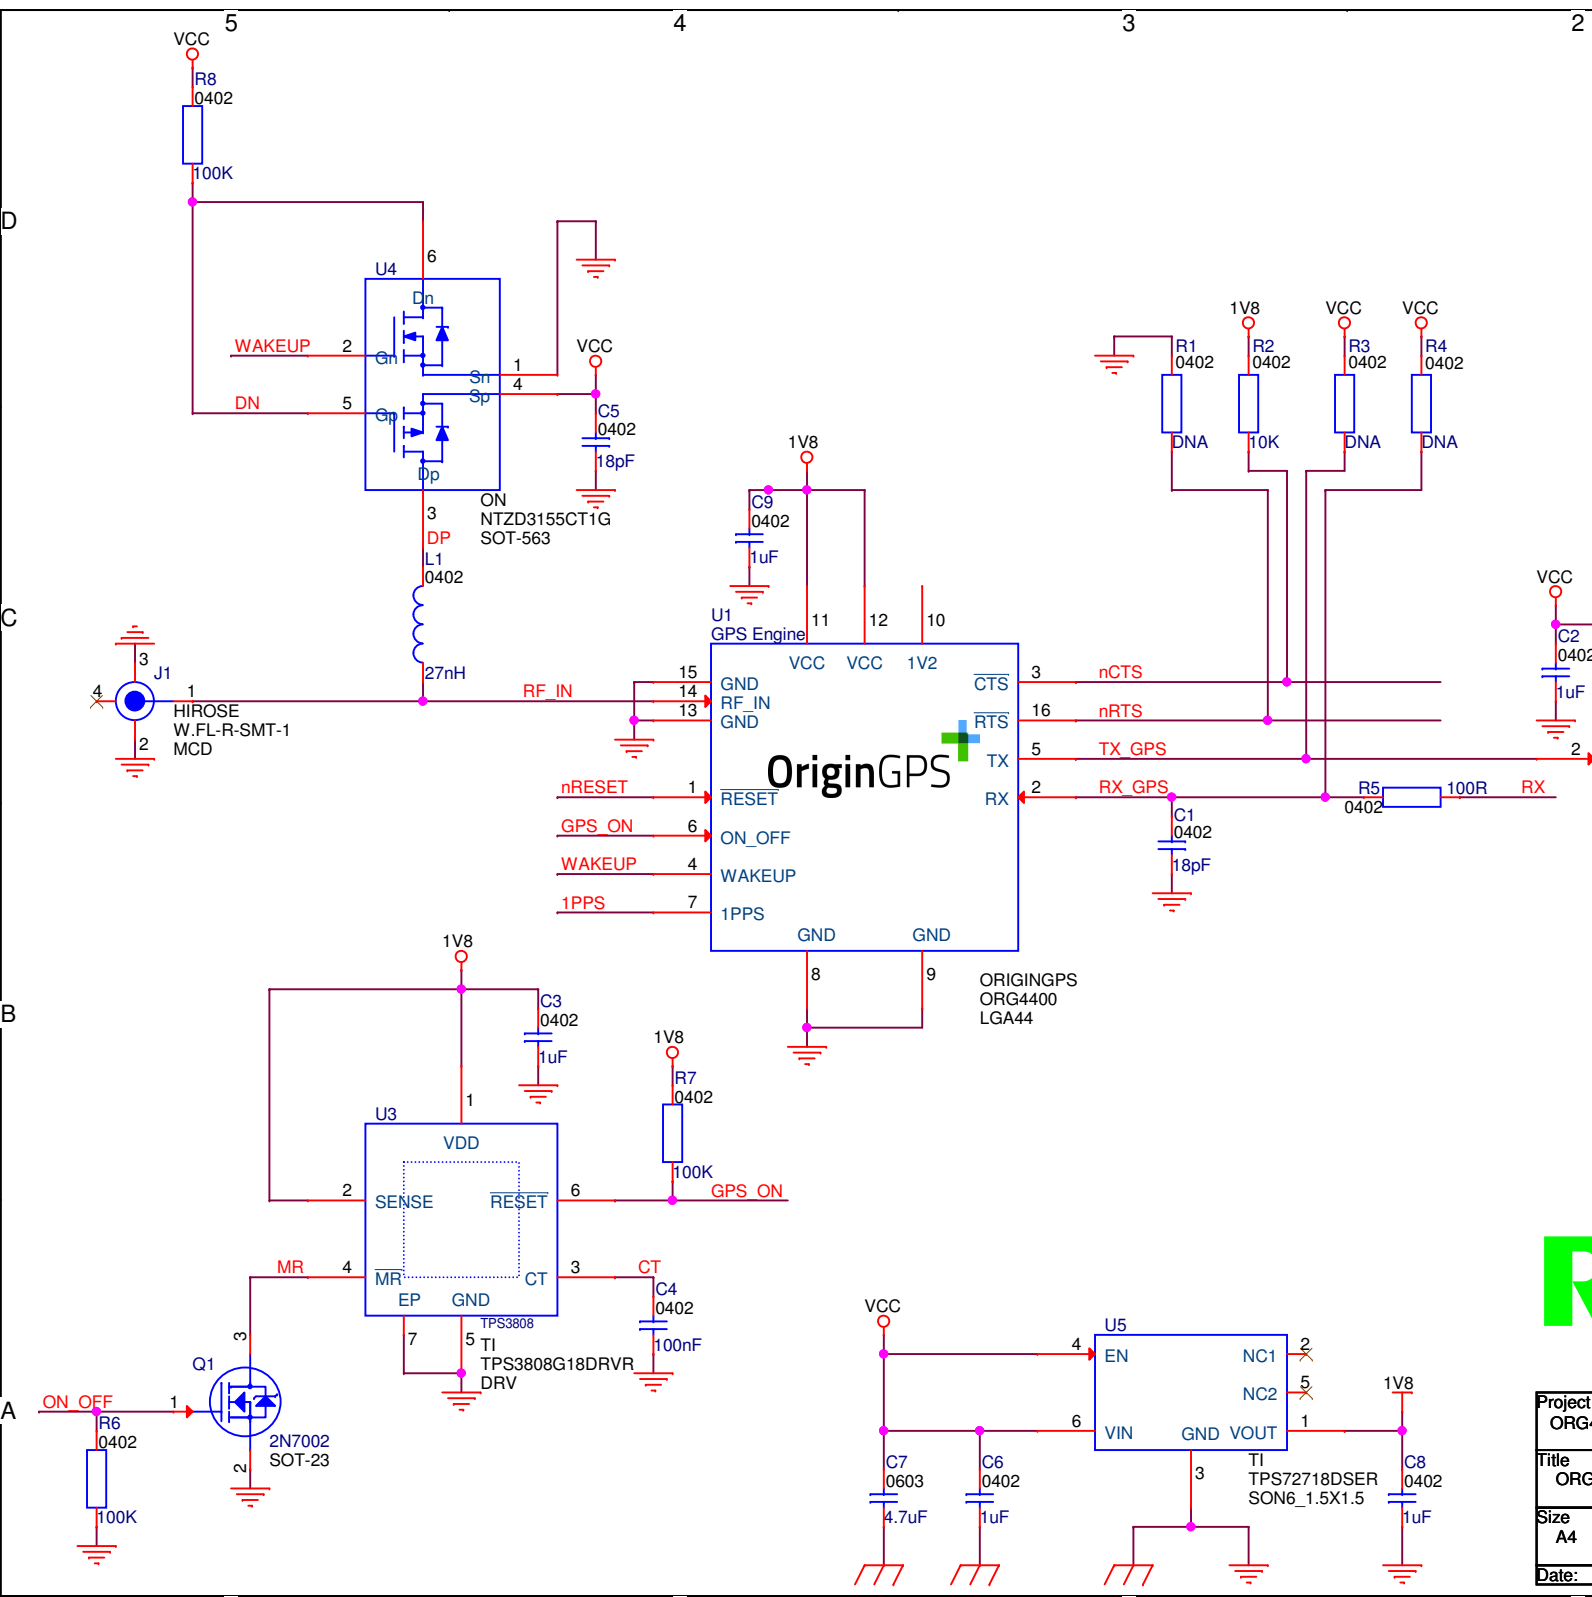 5
4
3
2
D
C
B
A
VCC
R8
0402
100K
U4
6
Dn
WAKEUP
2
Gn
1
Sn
4
Sp
DN
5
Gp
Dp
VCC
C5
0402
18pF
ON
NTZD3155CT1G
SOT-563
3
DP
L1
0402
27nH
3
J1
4
1
2
HIROSE
W.FL-R-SMT-1
MCD
RF_IN
1V8
C9
0402
1uF
U1
GPS Engine
11
12
10
VCC
VCC
1V2
15
GND
14
RF_IN
13
GND
nRESET
1
RESET
GPS_ON
6
ON_OFF
WAKEUP
4
WAKEUP
1PPS
7
1PPS
OriginGPS
CTS
3
nCTS
RTS
16
nRTS
TX
5
TX_GPS
RX
2
RX_GPS
GND
GND
8
9
ORIGINGPS
ORG4400
LGA44
R1
0402
DNA
1V8
R2
0402
10K
VCC
R3
0402
DNA
VCC
R4
0402
DNA
C1
0402
18pF
R5
0402
100R
RX
2
VCC
C2
0402
1uF
1V8
C3
0402
1uF
1
U3
VDD
2
SENSE
RESET
6
4
MR
CT
3
MR
CT
EP
GND
7
5
TPS3808
TI
TPS3808G18DRVR
DRV
1V8
R7
0402
100K
GPS_ON
C4
0402
100nF
3
Q1
1
2
ON_OFF
R6
0402
100K
2N7002
SOT-23
VCC
U5
4
EN
NC1
2
NC2
5
6
VIN
GND
VOUT
1
3
1V8
C7
0603
4.7uF
C6
0402
1uF
TI
TPS72718DSER
SON6_1.5X1.5
C8
0402
1uF
R
Project
ORG4
Title
ORG
Size
A4
Date: